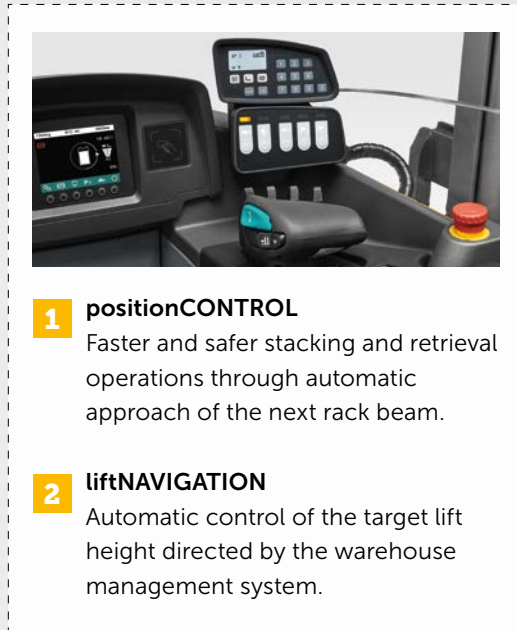 1
positionCONTROL
Faster and safer stacking and retrieval
operations through automatic
approach of the next rack beam.
2
liftNAVIGATION
Automatic control of the target lift
height directed by the warehouse
management system.